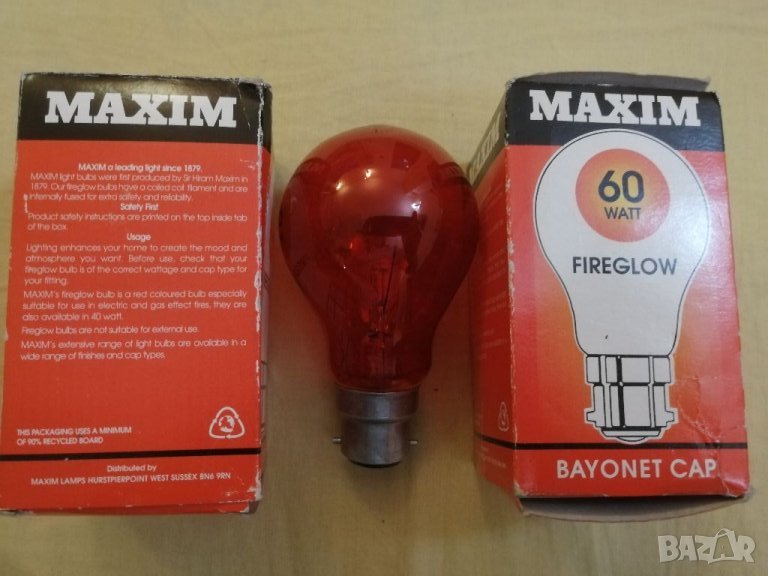 MAXIM
MAXIM a leading light since 1879.
MAXIM light bulbs were first produced by Sir Hiram Maxim in
1879. Our fireglow bulbs have a coiled coil filament and are
internally fused for extra safety and reliability.
Safety First
Product safety instructions are printed on the top inside tab
of the box.
Usage
Lighting enhances your home to create the mood and
atmosphere you want. Before use, check that your
fireglow bulb is of the correct wattage and cap type for
your fitting.
MAXIM's fireglow bulb is a red coloured bulb especially
suitable for use in electric and gas effect fires, they are
also available in 40 watt.
Fireglow bulbs are not suitable for external use.
MAXIM's extensive range of light bulbs are available in a
wide range of finishes and cap types.
THIS PACKAGING USES A MINIMUM
OF 90% RECYCLED BOARD
Distributed by
MAXIM LAMPS HURSTPIERPOINT WEST SUSSEX BN6 9RN
MAXIM
60
WATT
FIREGLOW
BAYONET CAP
BAZAR